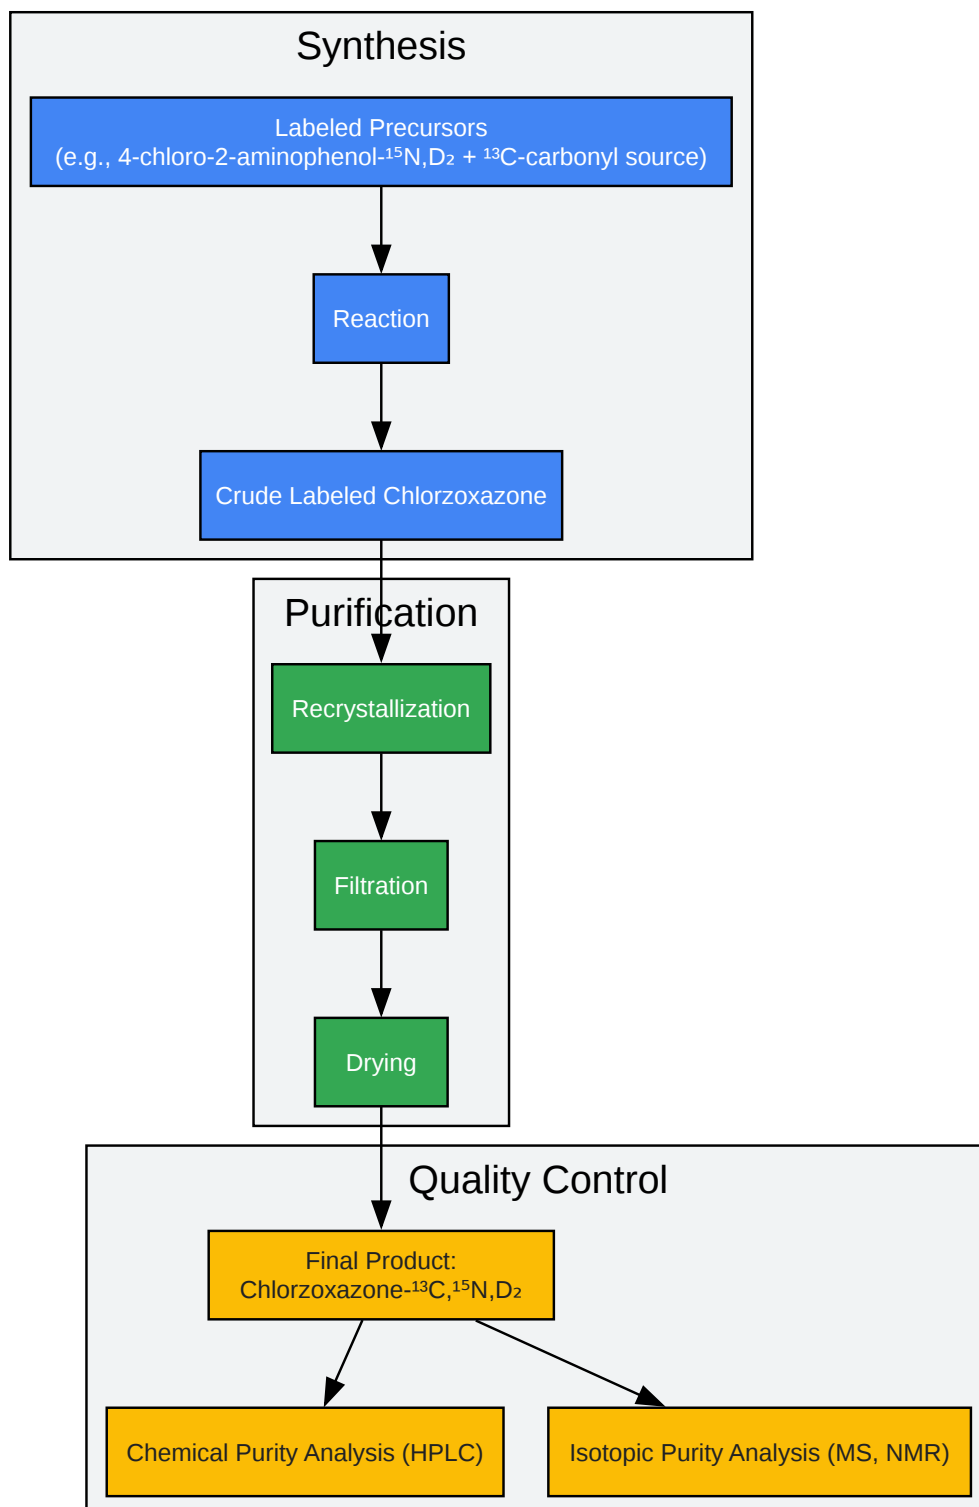 Synthesis
Labeled Precursors
(e.g., 4-chloro-2-aminophenol-¹⁵N,D₂ + ¹³C-carbonyl source)
Reaction
Crude Labeled Chlorzoxazone
Purification
Recrystallization
Filtration
Drying
Quality Control
Final Product:
Chlorzoxazone-¹³C,¹⁵N,D₂
Chemical Purity Analysis (HPLC)
Isotopic Purity Analysis (MS, NMR)